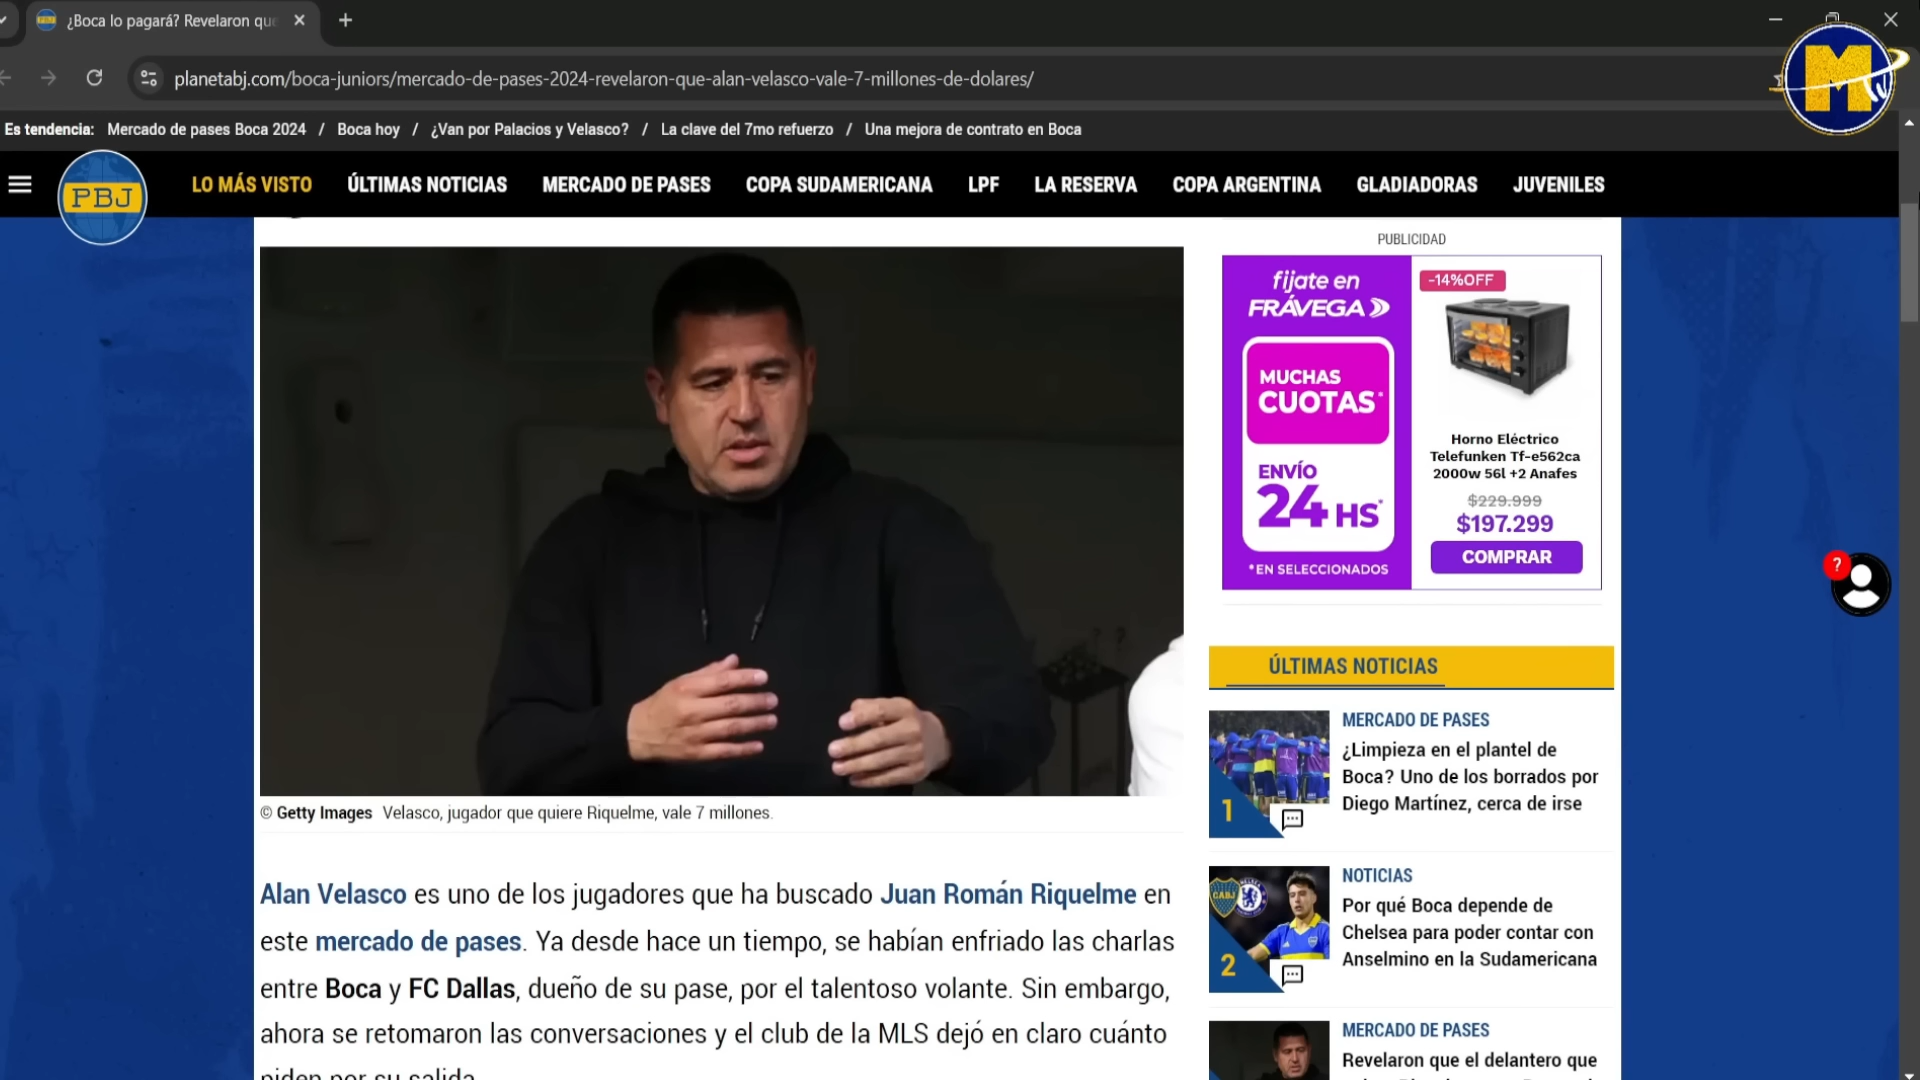 ¿Boca lo pagará? Revelaron que
planetabj.com/boca-juniors/mercado-de-pases-2024-revelaron-que-alan-velasco-vale-7-millones-de-dolares/
Es tendencia: Mercado de pases Boca 2024 / Boca hoy / ¿Van por Palacios y Velasco? / La clave del 7mo refuerzo / Una mejora de contrato en Boca
PBJ
LO MÁS VISTO ÚLTIMAS NOTICIAS MERCADO DE PASES COPA SUDAMERICANA LPF LA RESERVA COPA ARGENTINA GLADIADORAS JUVENILES
PUBLICIDAD
fijate en
FRÁVEGA
MUCHAS
CUOTAS*
ENVÍO
24 HS*
*EN SELECCIONADOS
-14%OFF
Horno Eléctrico
Telefunken Tf-e562ca
2000w 56l +2 Anafes
$229.999
$197.299
COMPRAR
?
© Getty Images Velasco, jugador que quiere Riquelme, vale 7 millones.
Alan Velasco es uno de los jugadores que ha buscado Juan Román Riquelme en
este mercado de pases. Ya desde hace un tiempo, se habían enfriado las charlas
entre Boca y FC Dallas, dueño de su pase, por el talentoso volante. Sin embargo,
ahora se retomaron las conversaciones y el club de la MLS dejó en claro cuánto
piden por su salida.
ÚLTIMAS NOTICIAS
1
MERCADO DE PASES
¿Limpieza en el plantel de
Boca? Uno de los borrados por
Diego Martínez, cerca de irse
CABJ
2
NOTICIAS
Por qué Boca depende de
Chelsea para poder contar con
Anselmino en la Sudamericana
MERCADO DE PASES
Revelaron que el delantero que
M